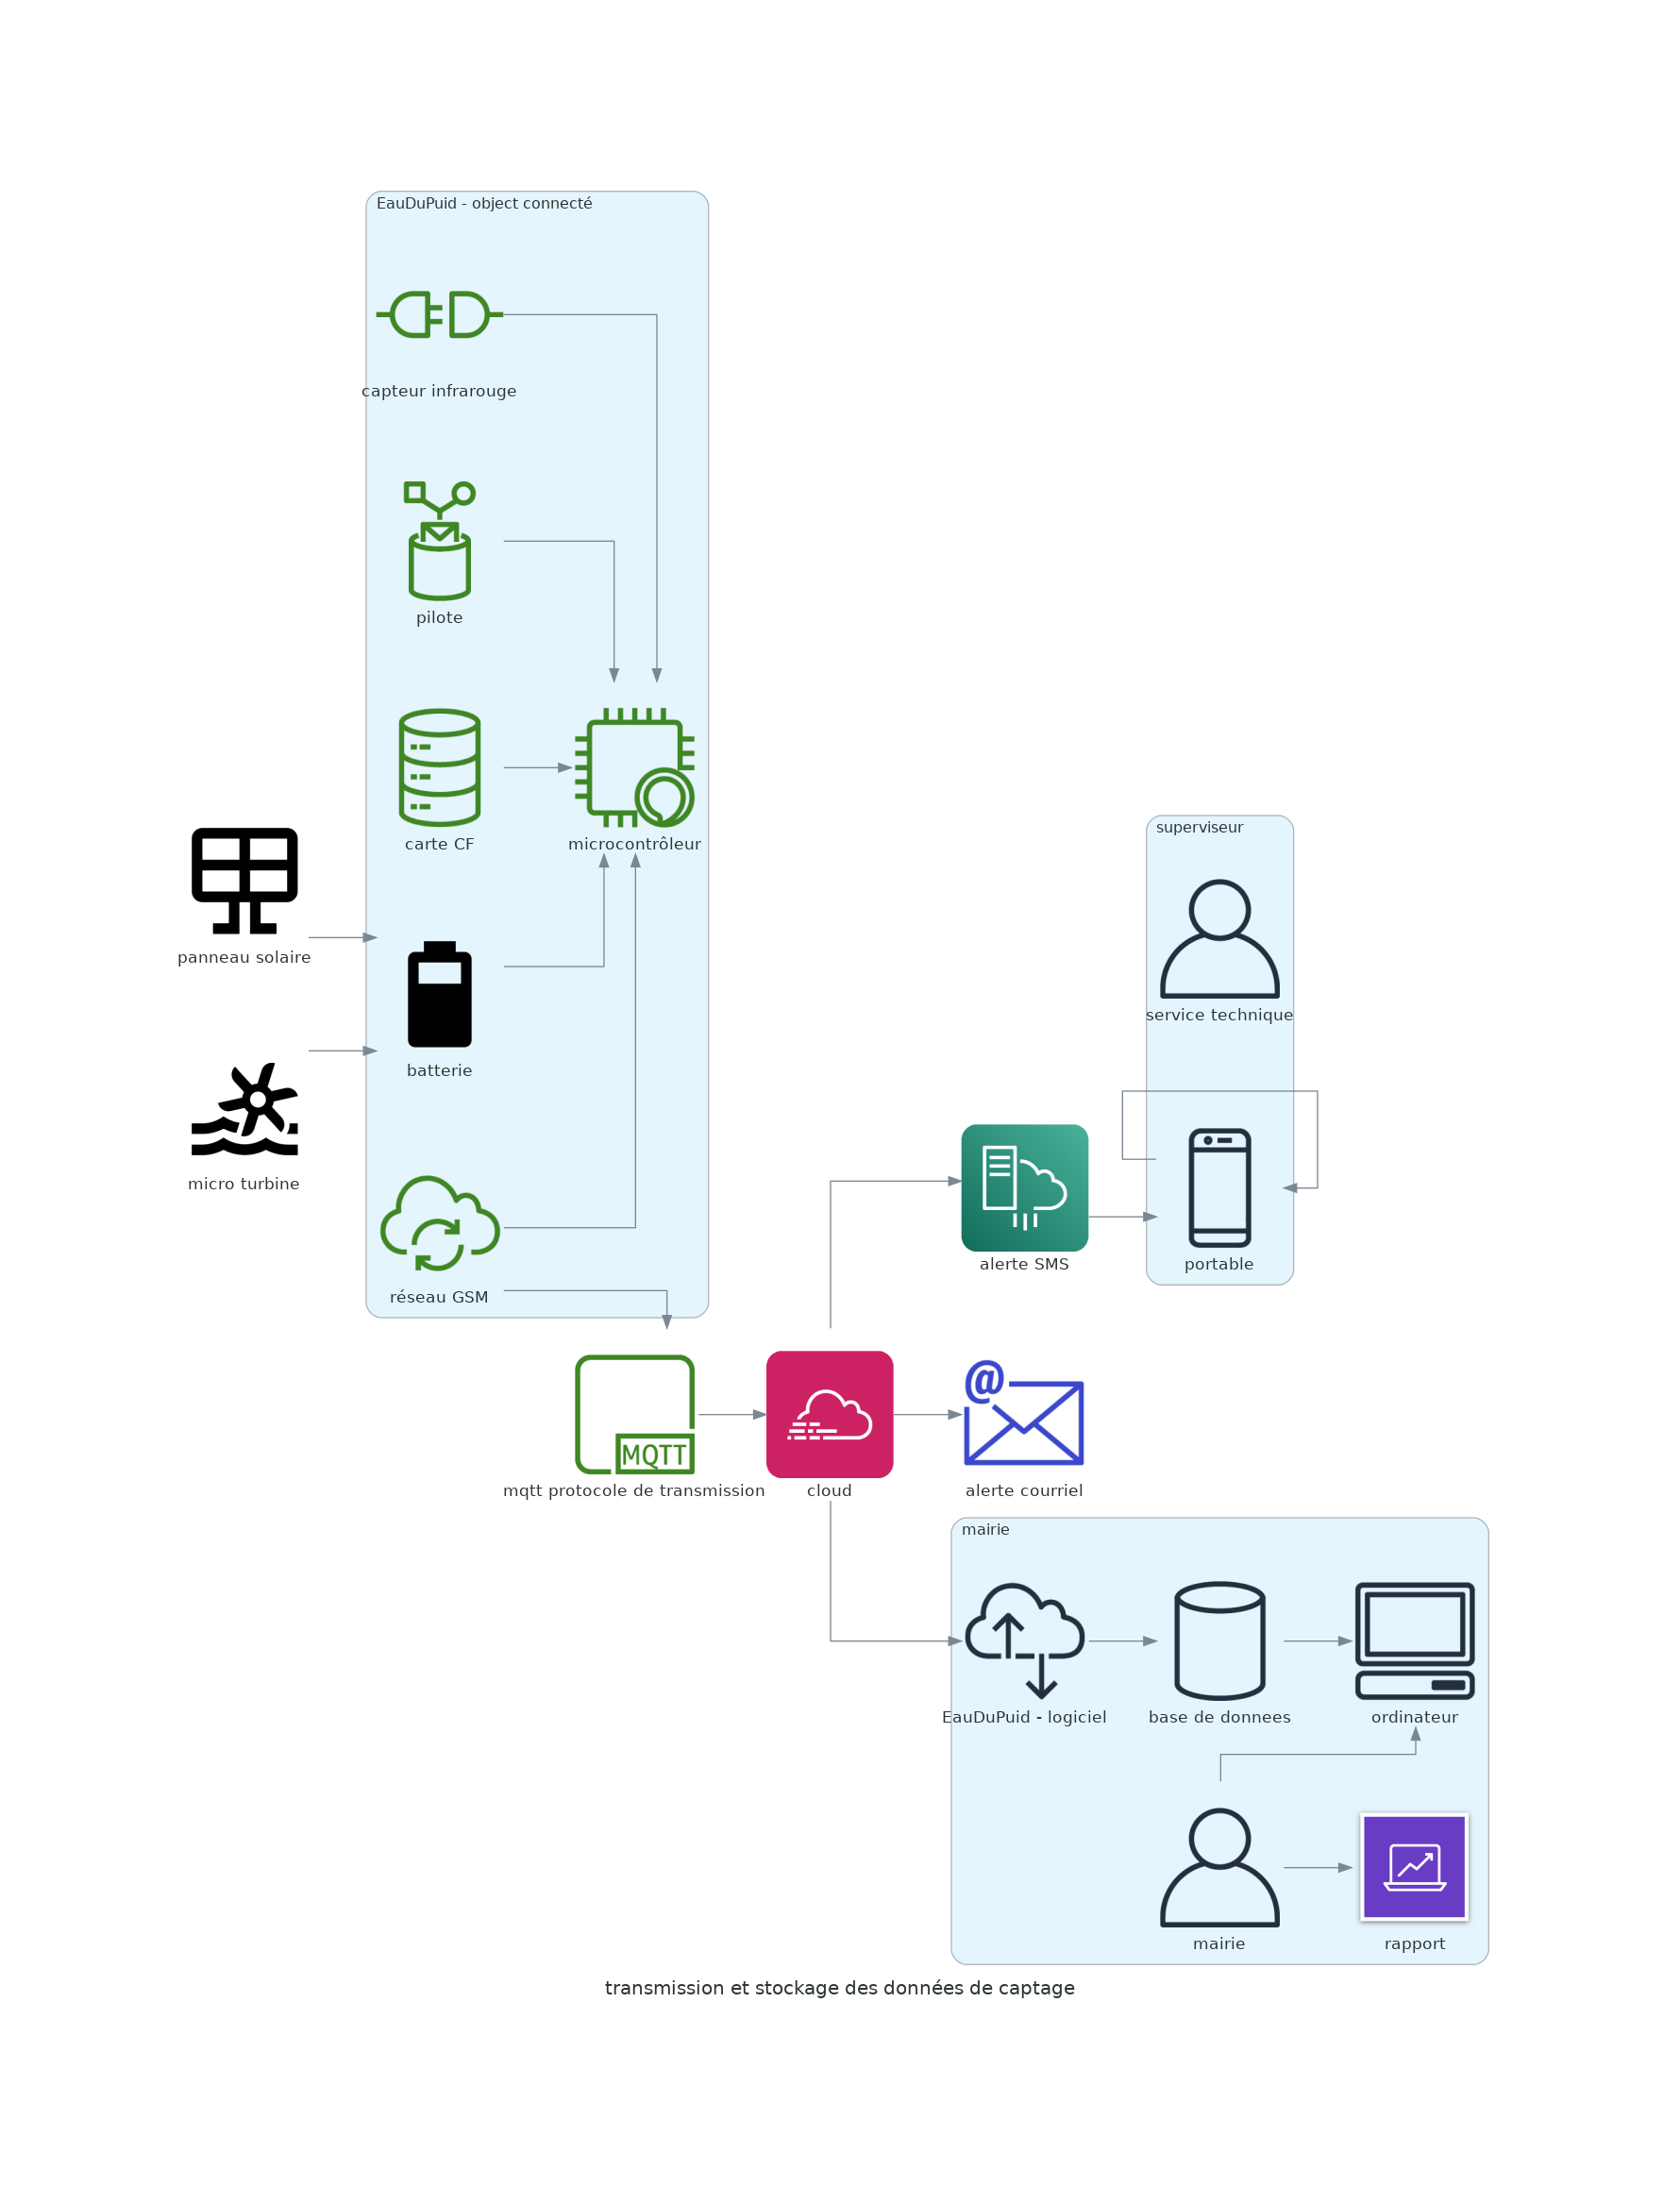 EauDuPuid - object connecté
capteur infrarouge
pilote
carte CF
microcontrôleur
panneau solaire
batterie
micro turbine
réseau GSM
superviseur
service technique
alerte SMS
portable
MQTT
mqtt protocole de transmission
cloud
@
alerte courriel
mairie
EauDuPuid - logiciel
base de donnees
ordinateur
mairie
rapport
transmission et stockage des données de captage